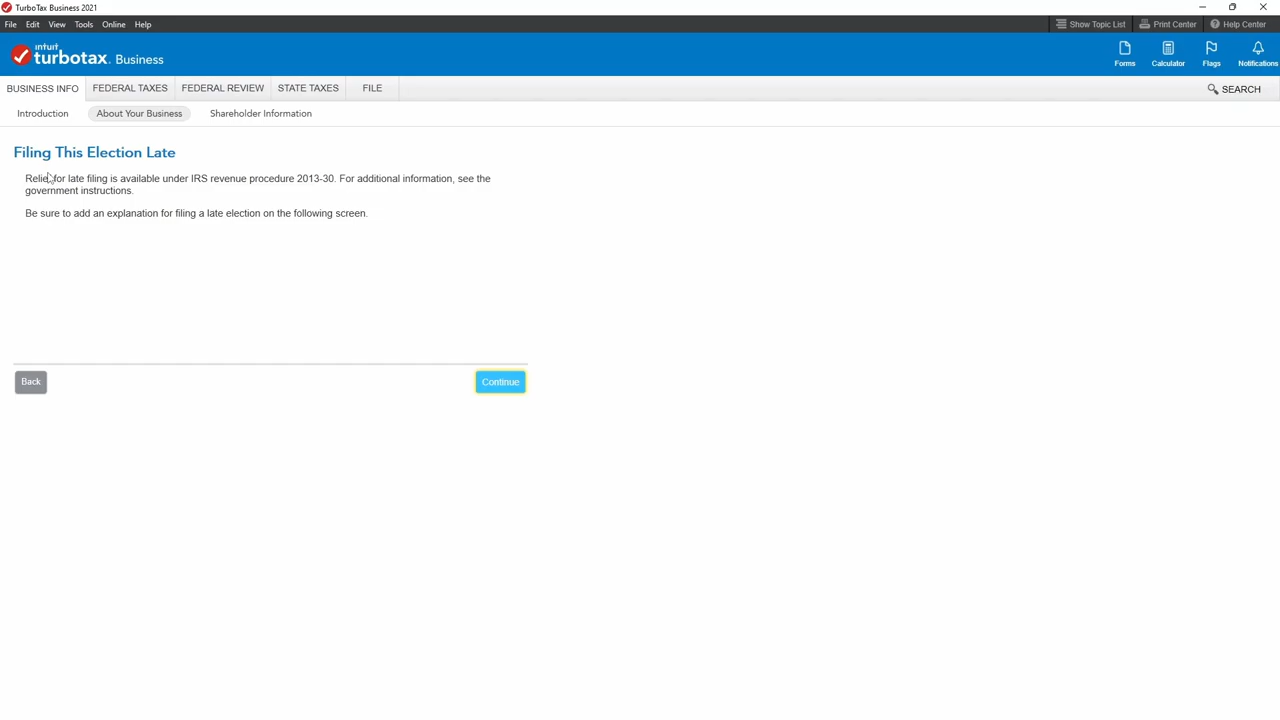 TurboTax Business 2021
File Edit View Tools Online Help
Show Topic List Print Center Help Center
intuit
turbotax. Business
Forms Calculator Flags Notifications
BUSINESS INFO FEDERAL TAXES FEDERAL REVIEW STATE TAXES FILE
SEARCH
Introduction About Your Business Shareholder Information
Filing This Election Late
Relief for late filing is available under IRS revenue procedure 2013-30. For additional information, see the
government instructions.
Be sure to add an explanation for filing a late election on the following screen.
Back Continue